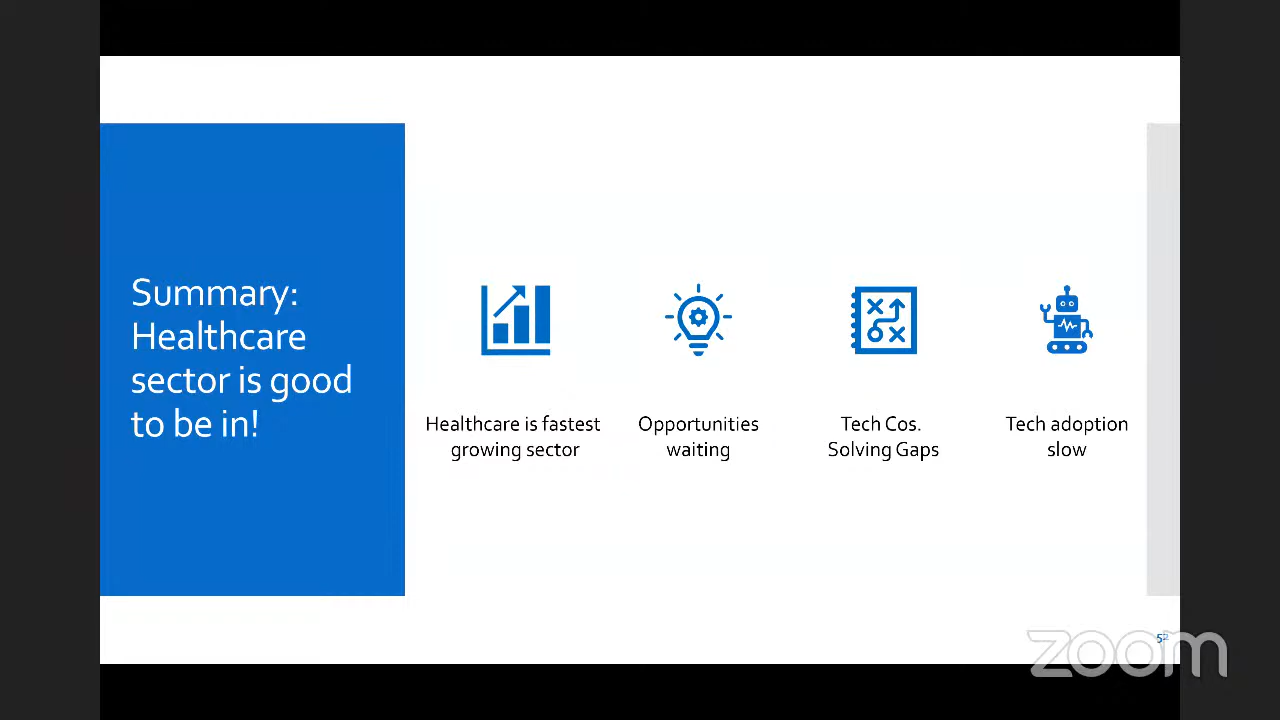 Summary:
Healthcare
sector is good
to be in!
Healthcare is fastest
growing sector
Opportunities
waiting
Tech Cos.
Solving Gaps
Tech adoption
slow
52
zoom